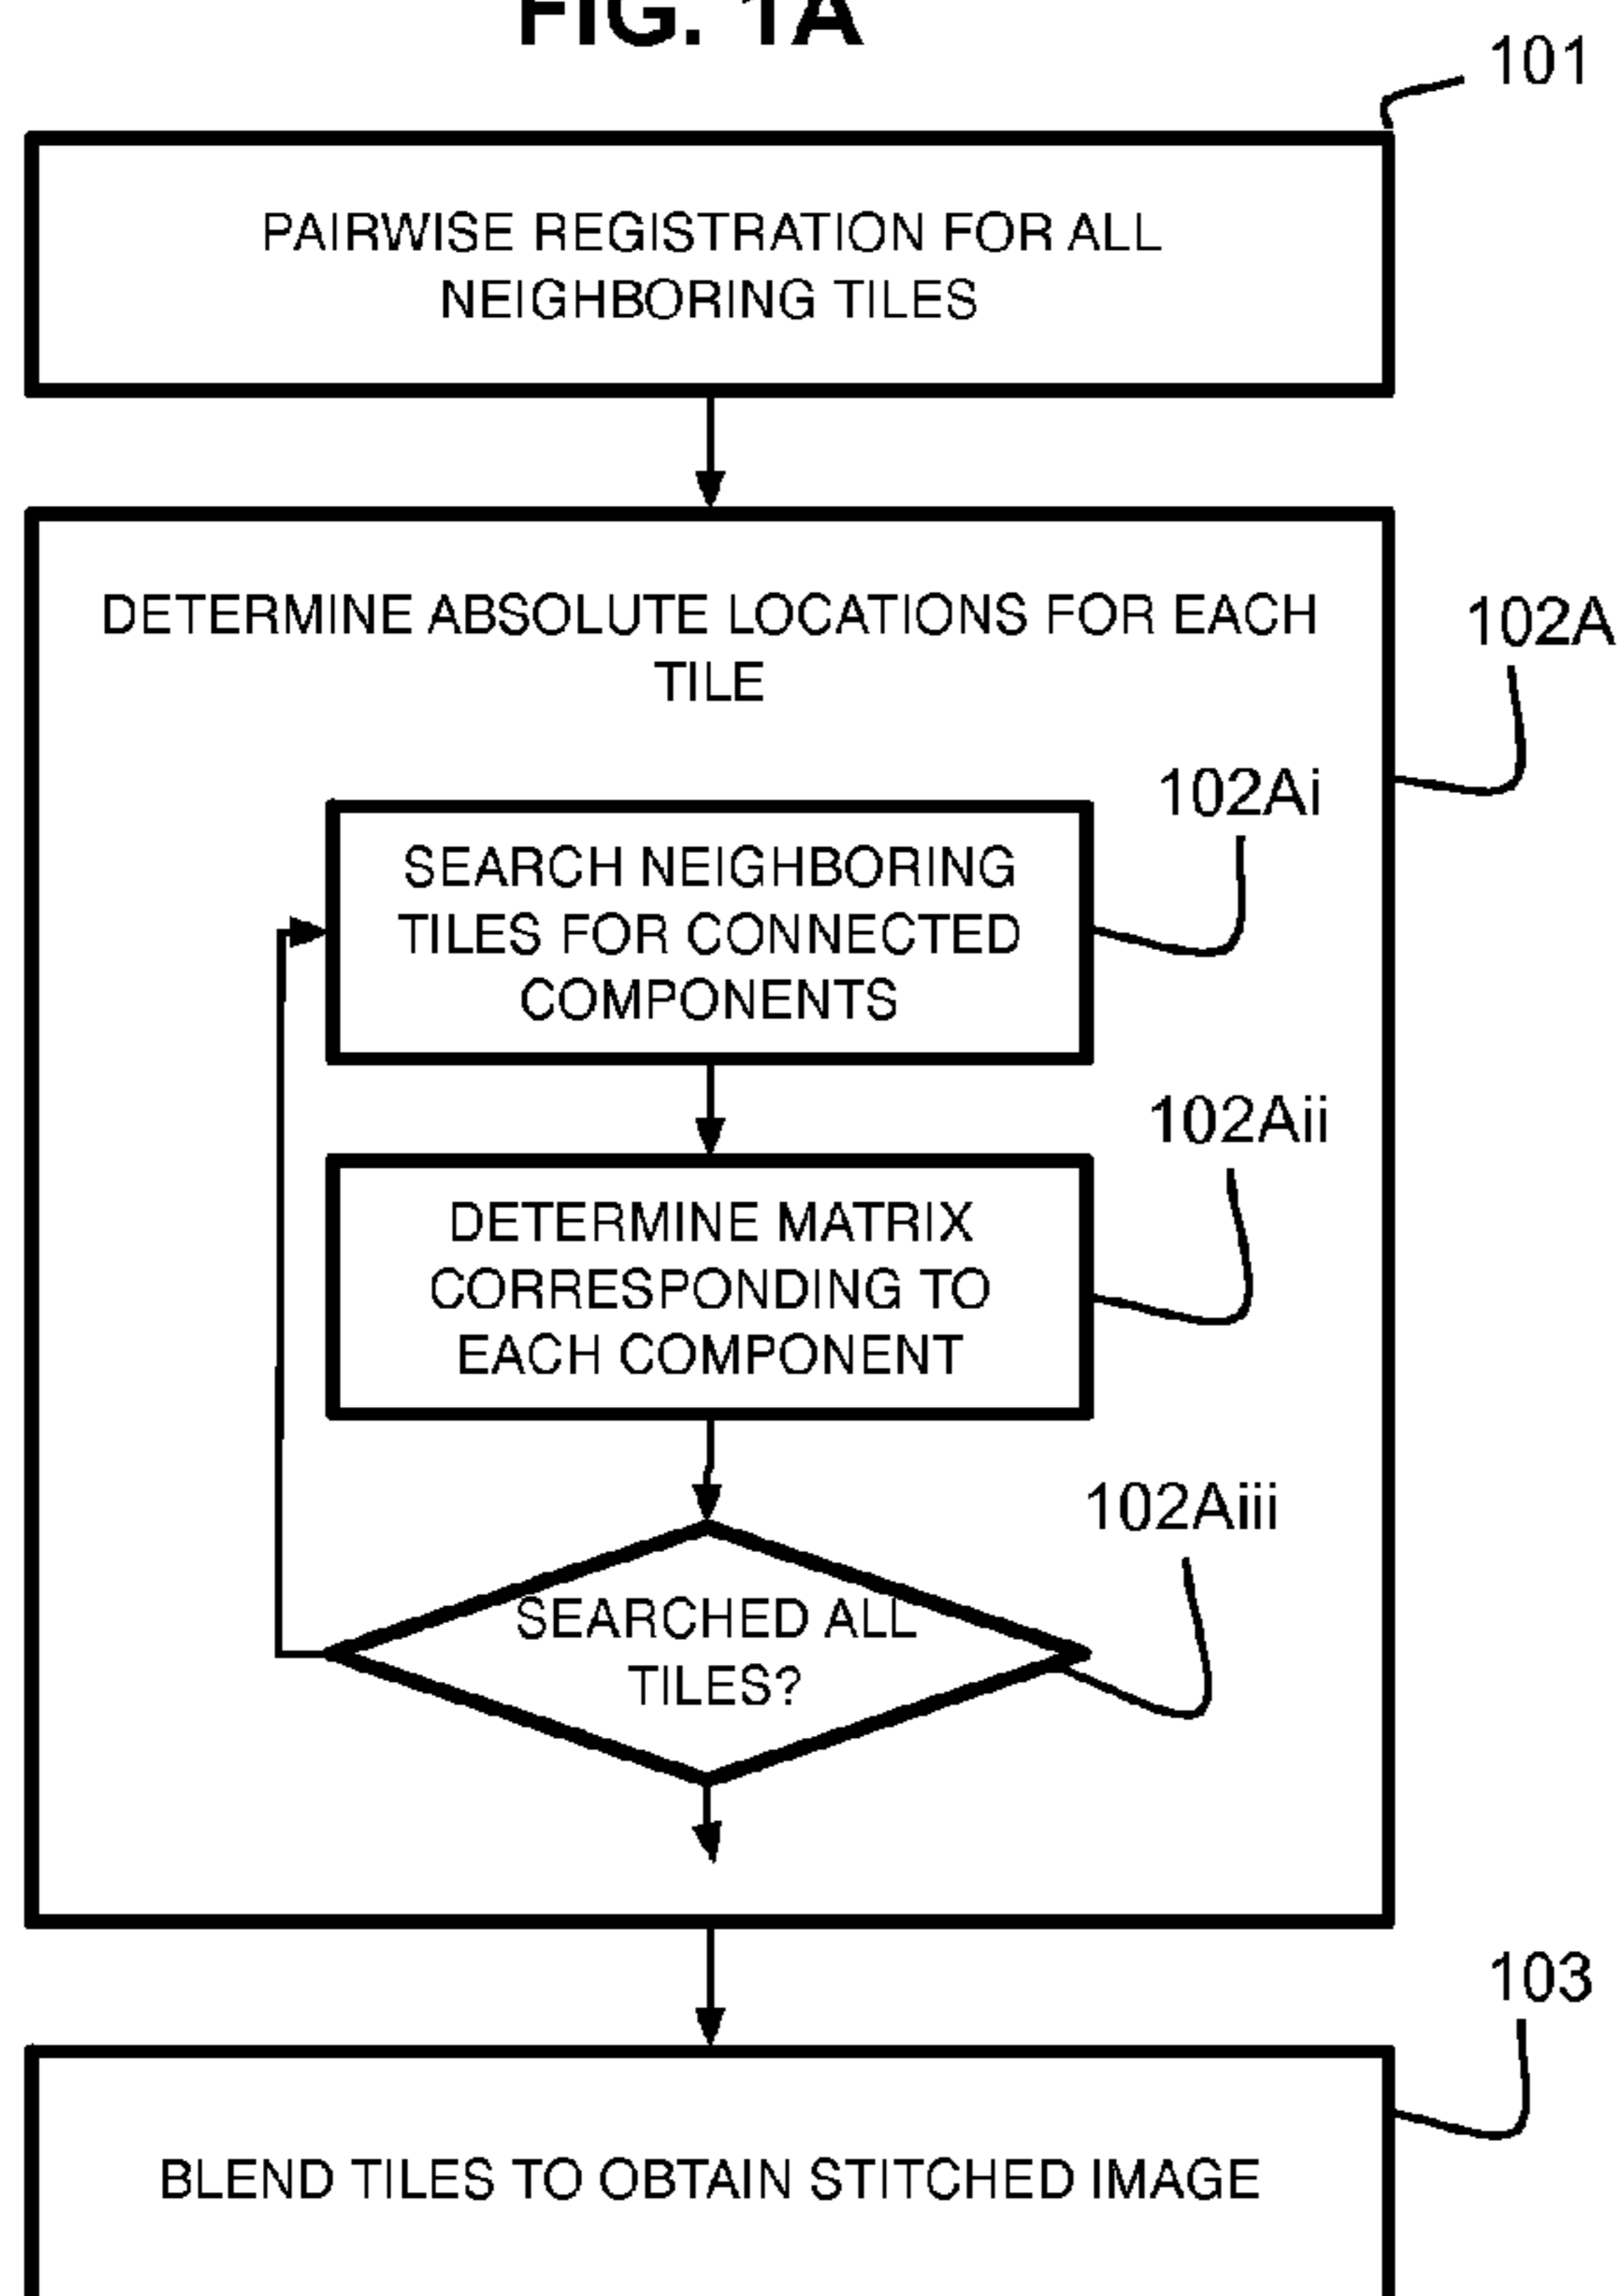 FIG. 1A
101
PAIRWISE REGISTRATION FOR ALL
NEIGHBORING TILES
DETERMINE ABSOLUTE LOCATIONS FOR EACH
TILE
102A
102Ai
SEARCH NEIGHBORING
TILES FOR CONNECTED
COMPONENTS
102Aii
DETERMINE MATRIX
CORRESPONDING TO
EACH COMPONENT
102Aiii
SEARCHED ALL
TILES?
103
BLEND TILES TO OBTAIN STITCHED IMAGE